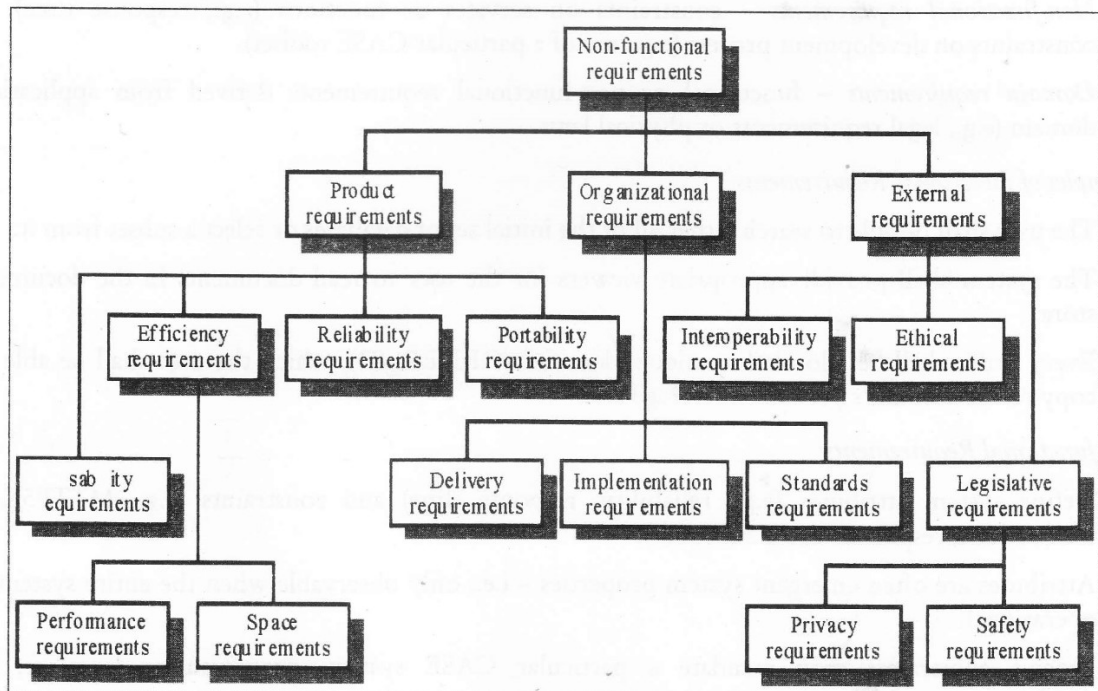 Non-functional
requirements
Product
requirements
Organizational
requirements
External
requirements
Efficiency
requirements
Reliability
requirements
Portability
requirements
Interoperability
requirements
Ethical
requirements
sab ity
equirements
Delivery
requirements
Implementation
requirements
Standards
requirements
Legislative
requirements
Performance
requirements
Space
requirements
Privacy
requirements
Safety
requirements